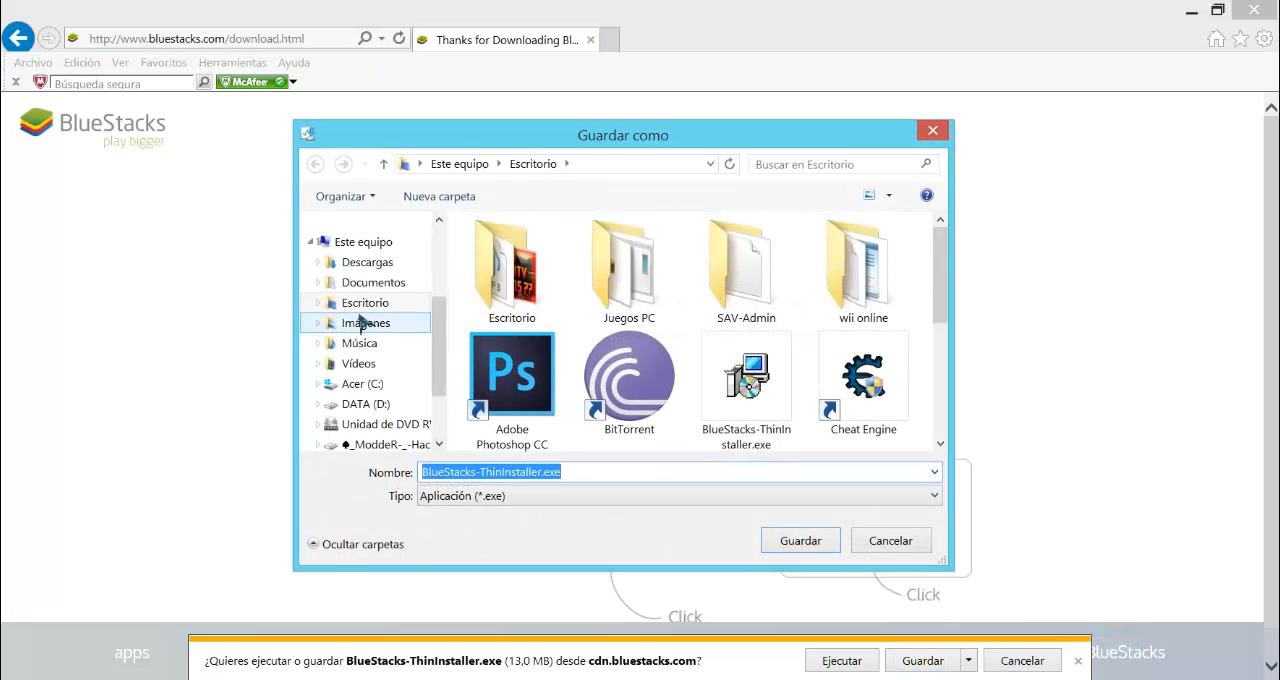 http://www.bluestacks.com/download.html
Thanks for Downloading Bl...
Archivo Edición Ver Favoritos Herramientas Ayuda
Búsqueda segura
McAfee
BlueStacks
play bigger
Guardar como
Este equipo Escritorio
Buscar en Escritorio
Organizar Nueva carpeta
Este equipo
Descargas
Documentos
Escritorio
Imágenes
Música
Vídeos
Acer (C:)
DATA (D:)
Unidad de DVD R
♠_ModdeR-_-Hac
Escritorio
Juegos PC
SAV-Admin
wii online
Ps
Adobe
Photoshop CC
BitTorrent
BlueStacks-ThinIn
staller.exe
Cheat Engine
Nombre: BlueStacks-ThinInstaller.exe
Tipo: Aplicación (*.exe)
Ocultar carpetas
Guardar
Cancelar
Click
Click
apps
BlueStacks
¿Quieres ejecutar o guardar BlueStacks-ThinInstaller.exe (13,0 MB) desde cdn.bluestacks.com?
Ejecutar
Guardar
Cancelar